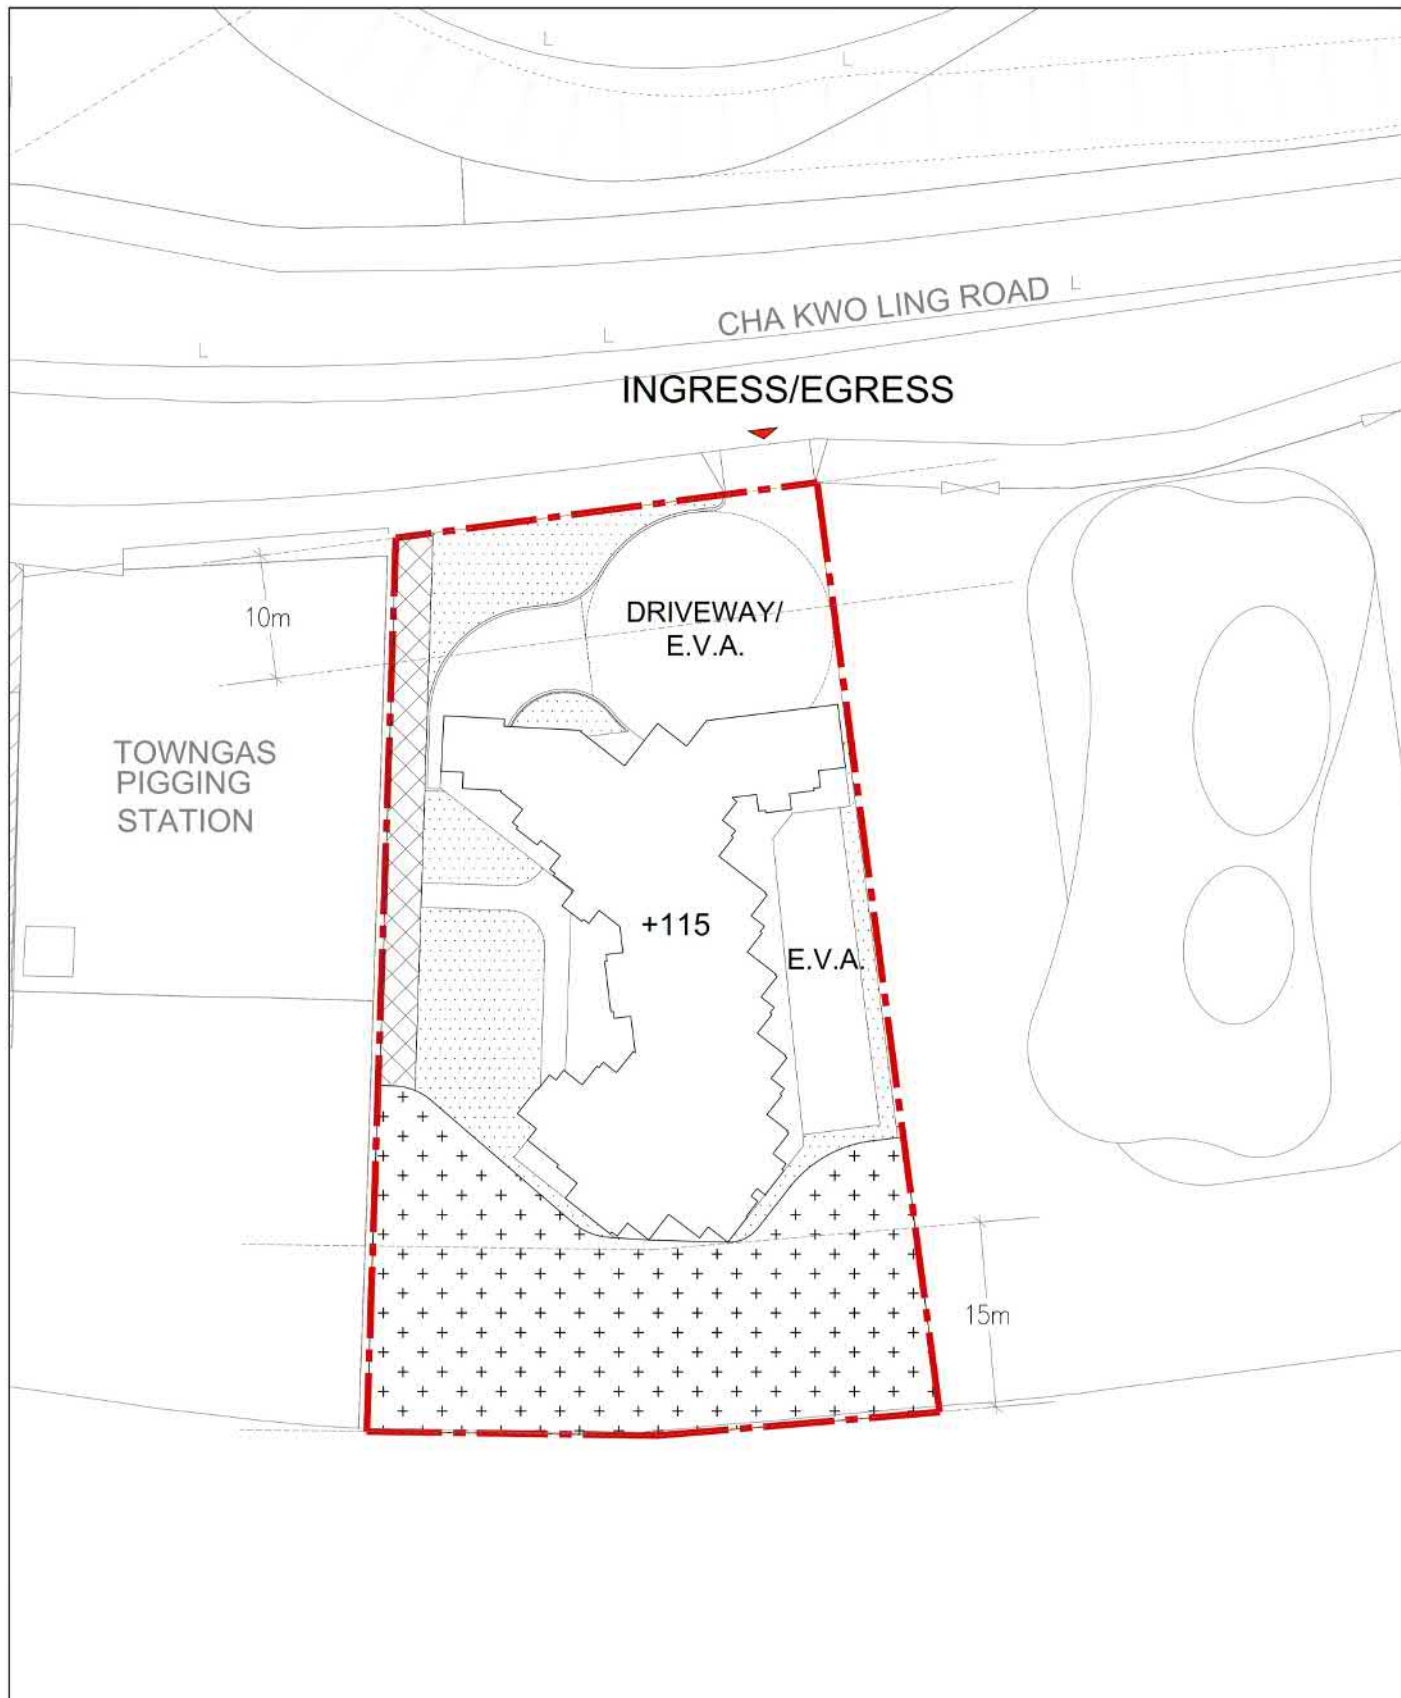 L
L
CHA KWO LING ROAD
L
L
L
INGRESS/EGRESS
10m
DRIVEWAY/
E.V.A.
TOWNGAS
PIGGING
STATION
+115
E.V.A.
15m